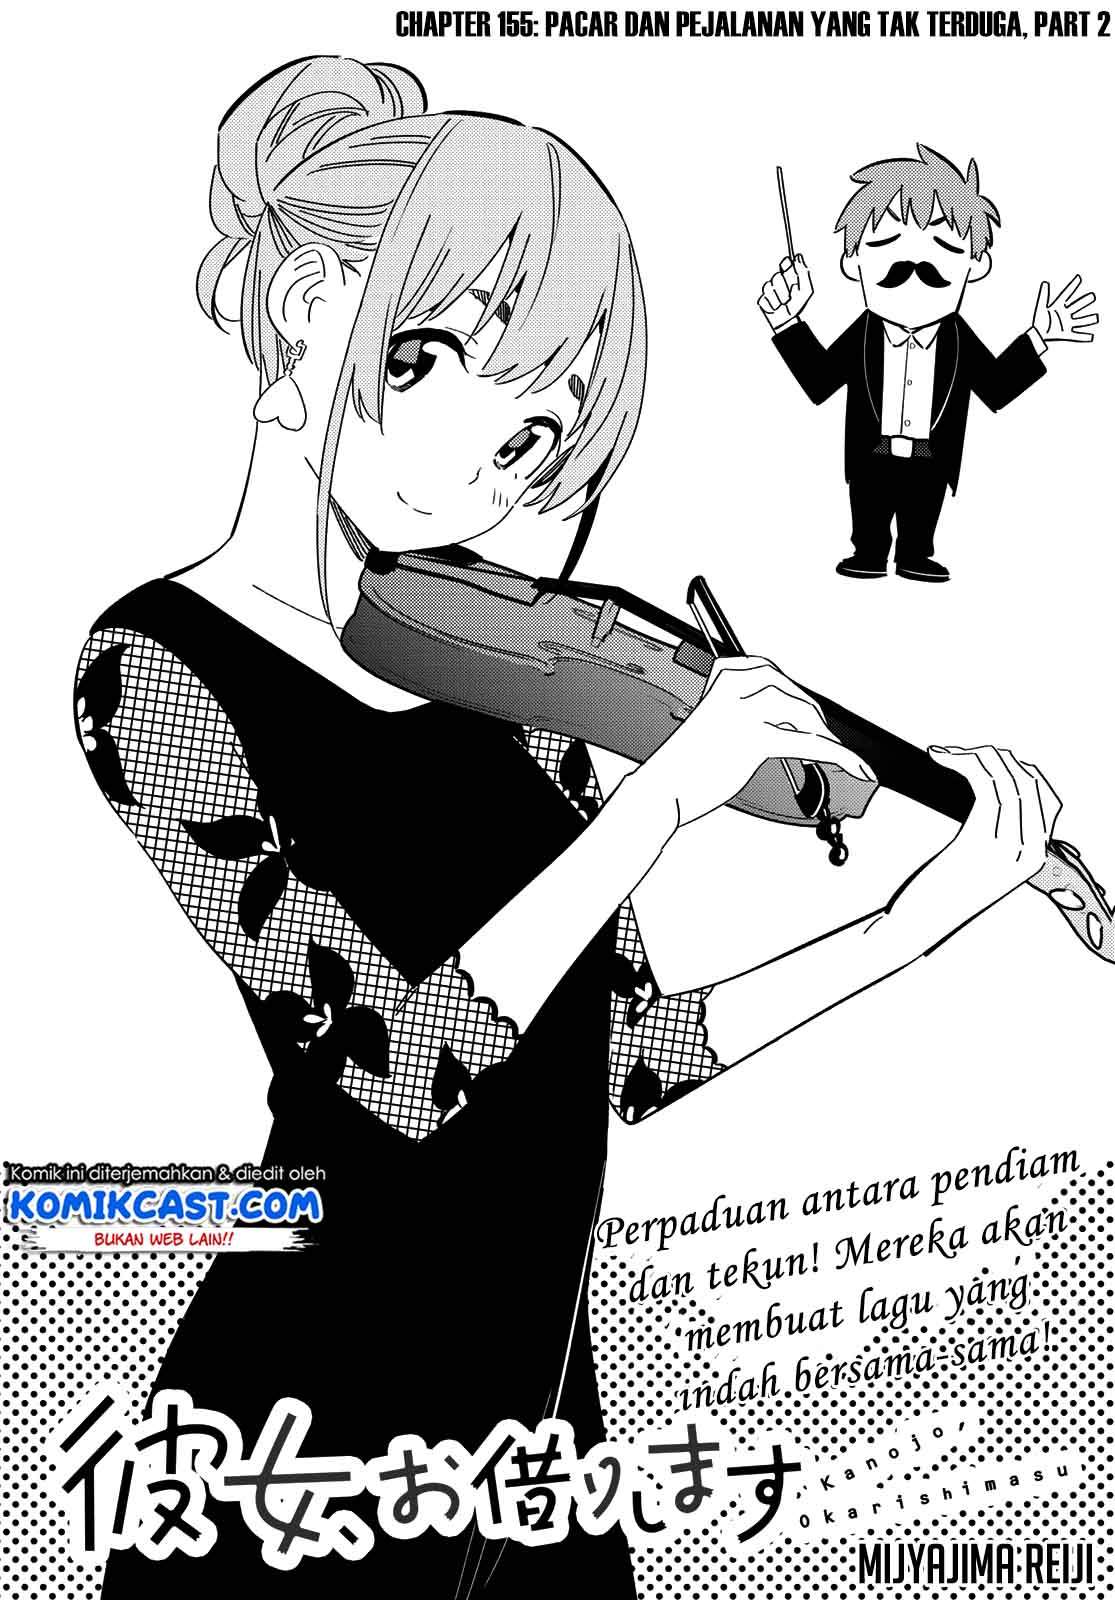 CHAPTER 155: PACAR DAN PEJALANAN YANG TAK TERDUGA, PART 2
Komik ini diterjemahkan & diedit oleh
KOMIKCAST.COM
BUKAN WEB LAIN!!
Perpaduan antara pendiam
dan tekun! Mereka akan
membuat lagu yang
indah bersama-sama!
彼女、お借りします
Kanojo,
Okarishimasu
MIJYAJIMA REIJI